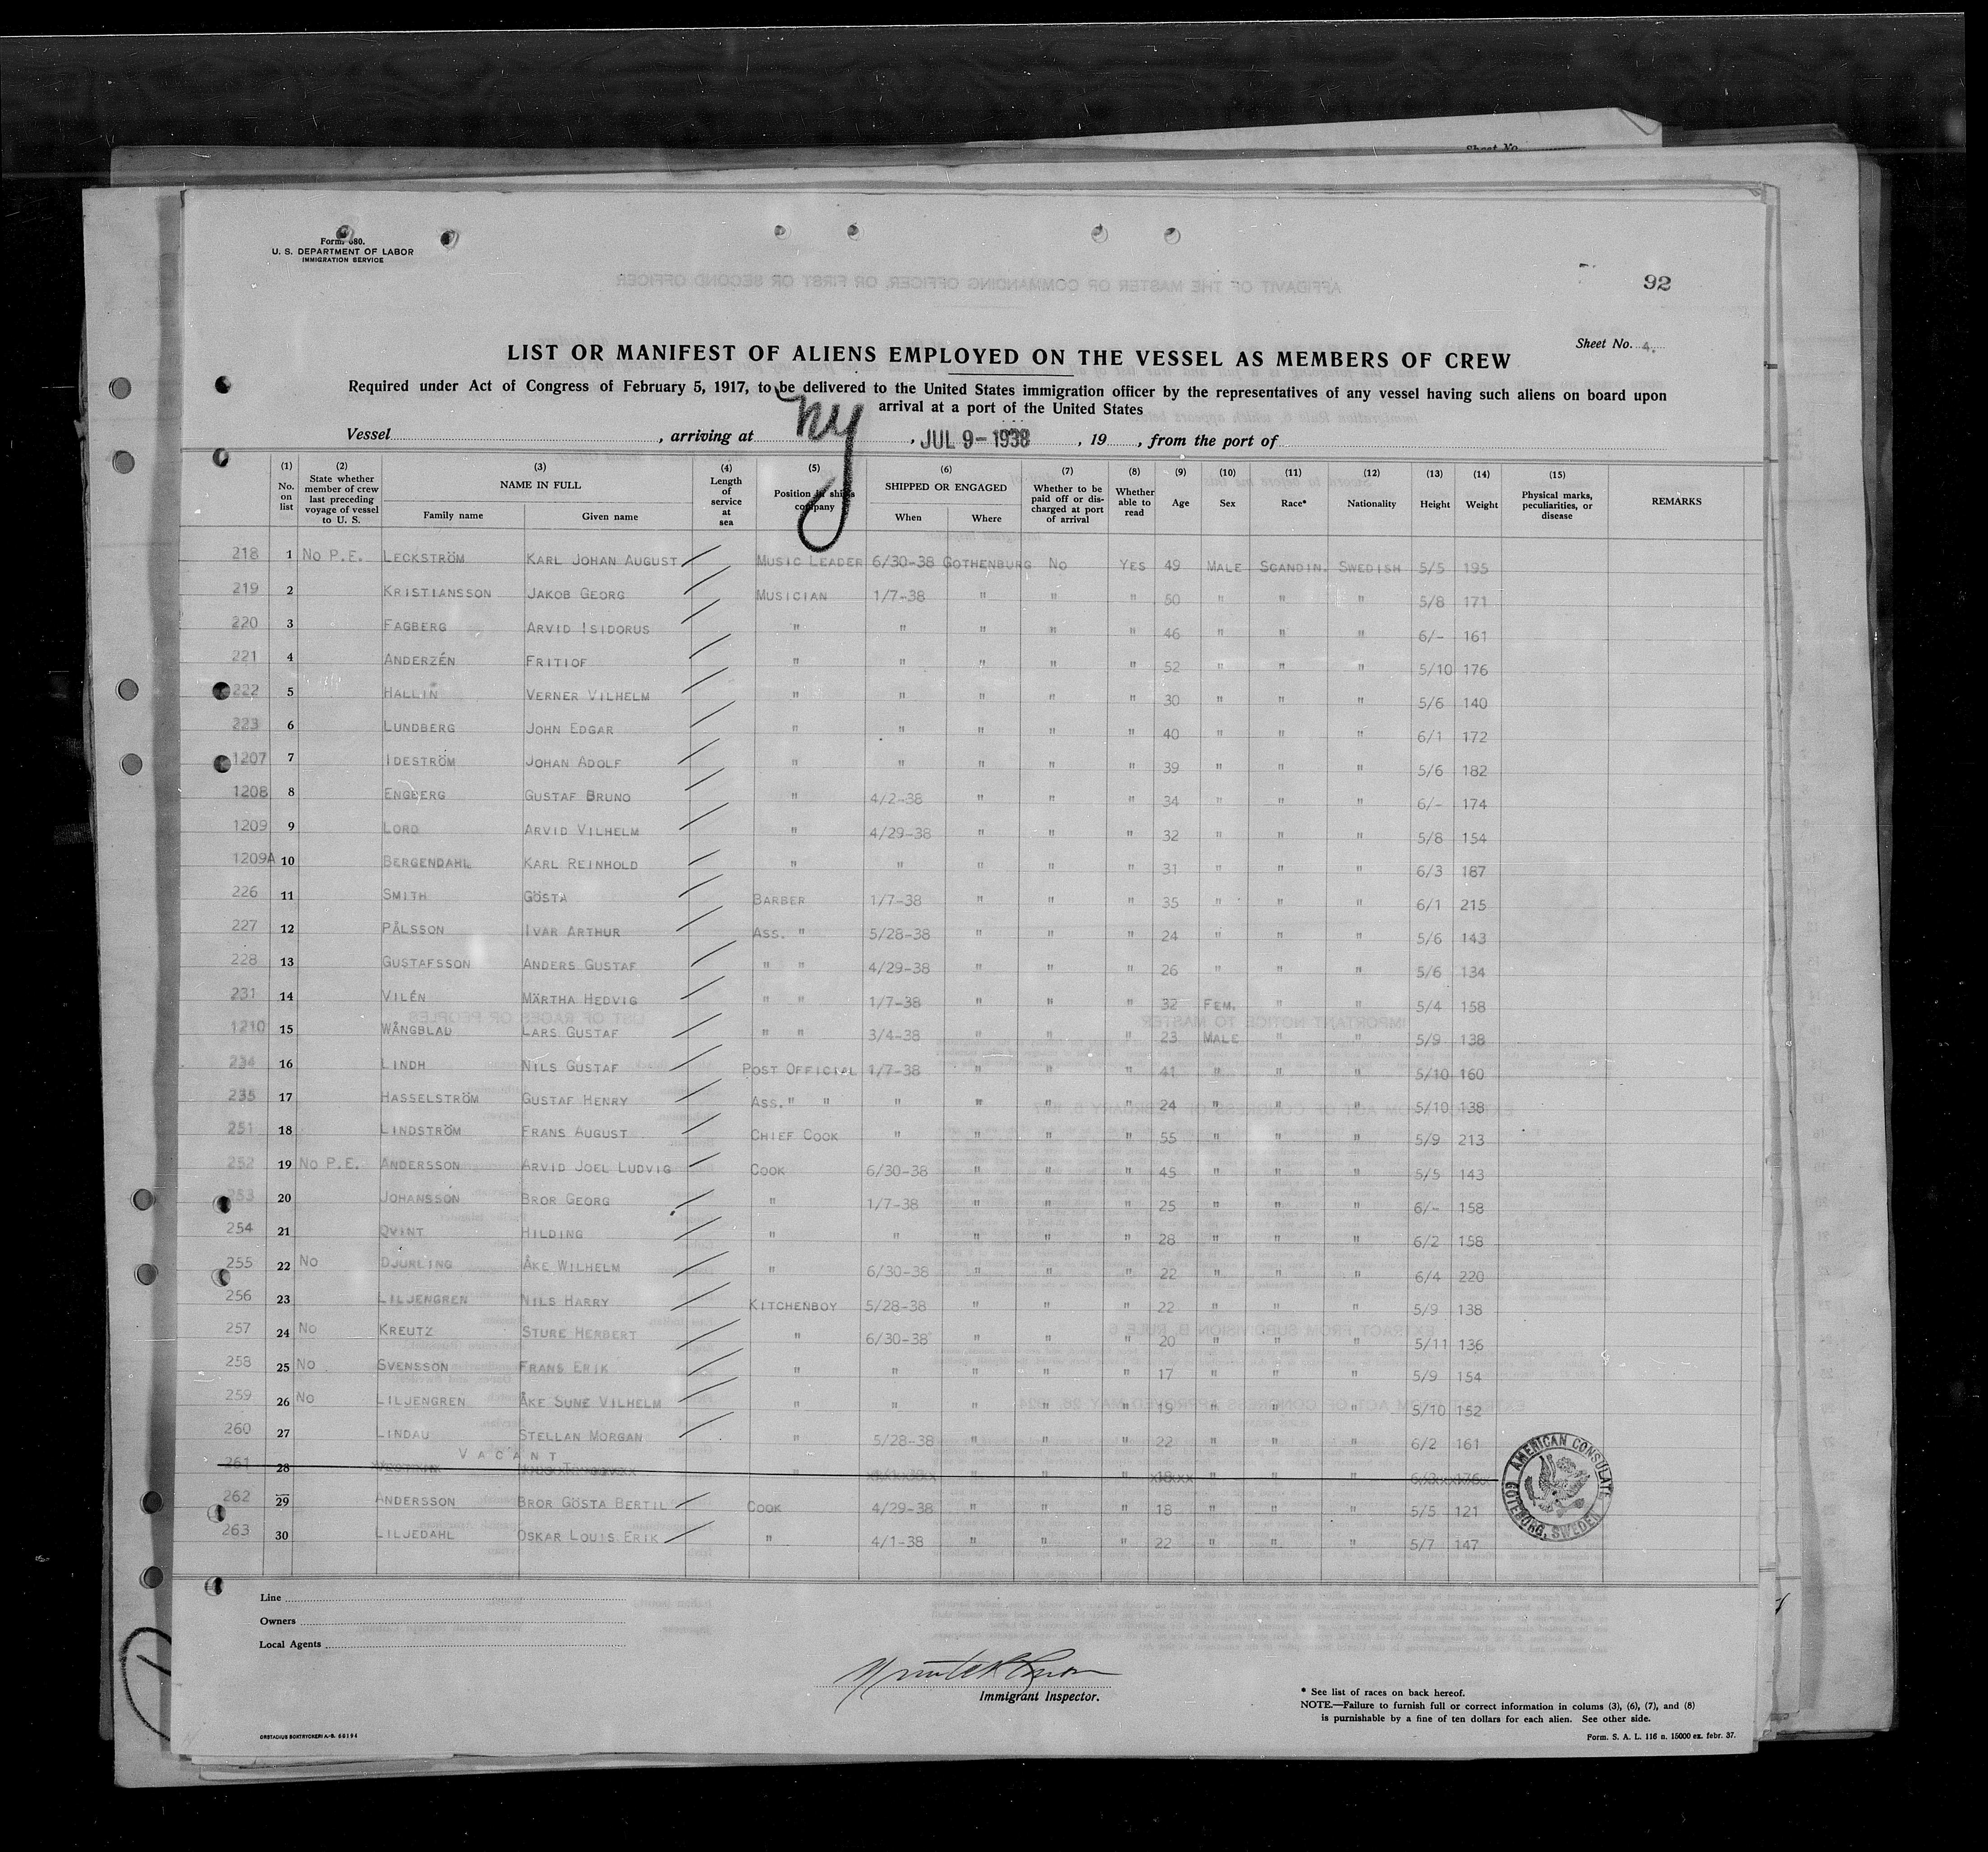 Sheet No.
Form 680.
U. S. DEPARTMENT OF LABOR
IMMIGRATION SERVICE
92
Sheet No. 4.
LIST OR MANIFEST OF ALIENS EMPLOYED ON THE VESSEL AS MEMBERS OF CREW
Required under Act of Congress of February 5, 1917, to be delivered to the United States immigration officer by the representatives of any vessel having such aliens on board upon
arrival at a port of the United States
Vessel , arriving at ny , JUL 9-1938 , 19 , from the port of
(1) No. on list (2) State whether member of crew last preceding voyage of vessel to U. S. (3) NAME IN FULL Family name Given name (4) Length of service at sea (5) Position in ship's company (6) SHIPPED OR ENGAGED When Where (7) Whether to be paid off or discharged at port of arrival (8) Whether able to read (9) Age (10) Sex (11) Race* (12) Nationality (13) Height (14) Weight (15) Physical marks, peculiarities, or disease REMARKS
218 1 NO P.E. LECKSTRÖM KARL JOHAN AUGUST MUSIC LEADER 6/30-38 GOTHENBURG NO YES 49 MALE SCANDIN. SWEDISH 5/5 195
219 2 KRISTIANSSON JAKOB GEORG MUSICIAN 1/7-38 " " " 50 " " " 5/8 171
220 3 FAGBERG ARVID ISIDORUS " " " " " 46 " " " 6/- 161
221 4 ANDERZÉN FRITIOF " " " " " 52 " " " 5/10 176
222 5 HALLIN VERNER VILHELM " " " " " 30 " " " 5/6 140
223 6 LUNDBERG JOHN EDGAR " " " " " 40 " " " 6/1 172
1207 7 IDESTRÖM JOHAN ADOLF " " " " " 39 " " " 5/6 182
1208 8 ENGBERG GUSTAF BRUNO " 4/2-38 " " " 34 " " " 6/- 174
1209 9 LORD ARVID VILHELM " 4/29-38 " " " 32 " " " 5/8 154
1209A 10 BERGENDAHL KARL REINHOLD " " " " " 31 " " " 6/3 187
226 11 SMITH GÖSTA BARBER 1/7-38 " " " 35 " " " 6/1 215
227 12 PÅLSSON IVAR ARTHUR ASS. " 5/28-38 " " " 24 " " " 5/6 143
228 13 GUSTAFSSON ANDERS GUSTAF " " 4/29-38 " " " 26 " " " 5/6 134
231 14 VILÉN MÄRTHA HEDVIG " " 1/7-38 " " " 32 FEM. " " 5/4 158
1210 15 WÅNGBLAD LARS GUSTAF " " 3/4-38 " " " 23 MALE " " 5/9 138
234 16 LINDH NILS GUSTAF POST OFFICIAL 1/7-38 " " " 41 " " " 5/10 160
235 17 HASSELSTRÖM GUSTAF HENRY ASS. " " " " " " 24 " " " 5/10 138
251 18 LINDSTRÖM FRANS AUGUST CHIEF COOK " " " " 55 " " " 5/9 213
252 19 NO P.E. ANDERSSON ARVID JOEL LUDVIG COOK 6/30-38 " " " 45 " " " 5/5 143
253 20 JOHANSSON BROR GEORG " 1/7-38 " " " 25 " " " 6/- 158
254 21 QVINT HILDING " " " " " 28 " " " 6/2 158
255 22 NO DJURLING ÅKE WILHELM " 6/30-38 " " " 22 " " " 6/4 220
256 23 LILJENGREN NILS HARRY KITCHENBOY 5/28-38 " " " 22 " " " 5/9 138
257 24 NO KREUTZ STURE HERBERT " 6/30-38 " " " 20 " " " 5/11 136
258 25 NO SVENSSON FRANS ERIK " " " " " 17 " " " 5/9 154
259 26 NO LILJENGREN ÅKE SUNE VILHELM " " " " " 19 " " " 5/10 152
260 27 LINDAU STELLAN MORGAN " 5/28-38 " " " 22 " " " 6/2 161
VACANT
261 28 " " " " " " "
262 29 ANDERSSON BROR GÖSTA BERTIL COOK 4/29-38 " " " 18 " " " 5/5 121
263 30 LILJEDAHL OSKAR LOUIS ERIK " 4/1-38 " " " 22 " " " 5/7 147
AMERICAN CONSULATE
GÖTEBORG, SWEDEN
Line
Owners
Local Agents
Immigrant Inspector.
* See list of races on back hereof.
NOTE.—Failure to furnish full or correct information in colums (3), (6), (7), and (8)
is punishable by a fine of ten dollars for each alien. See other side.
ORSTADIUS BOKTRYCKERI A.-B. 66194
Form. S. A. L. 116 n. 15000 ex. febr. 37.